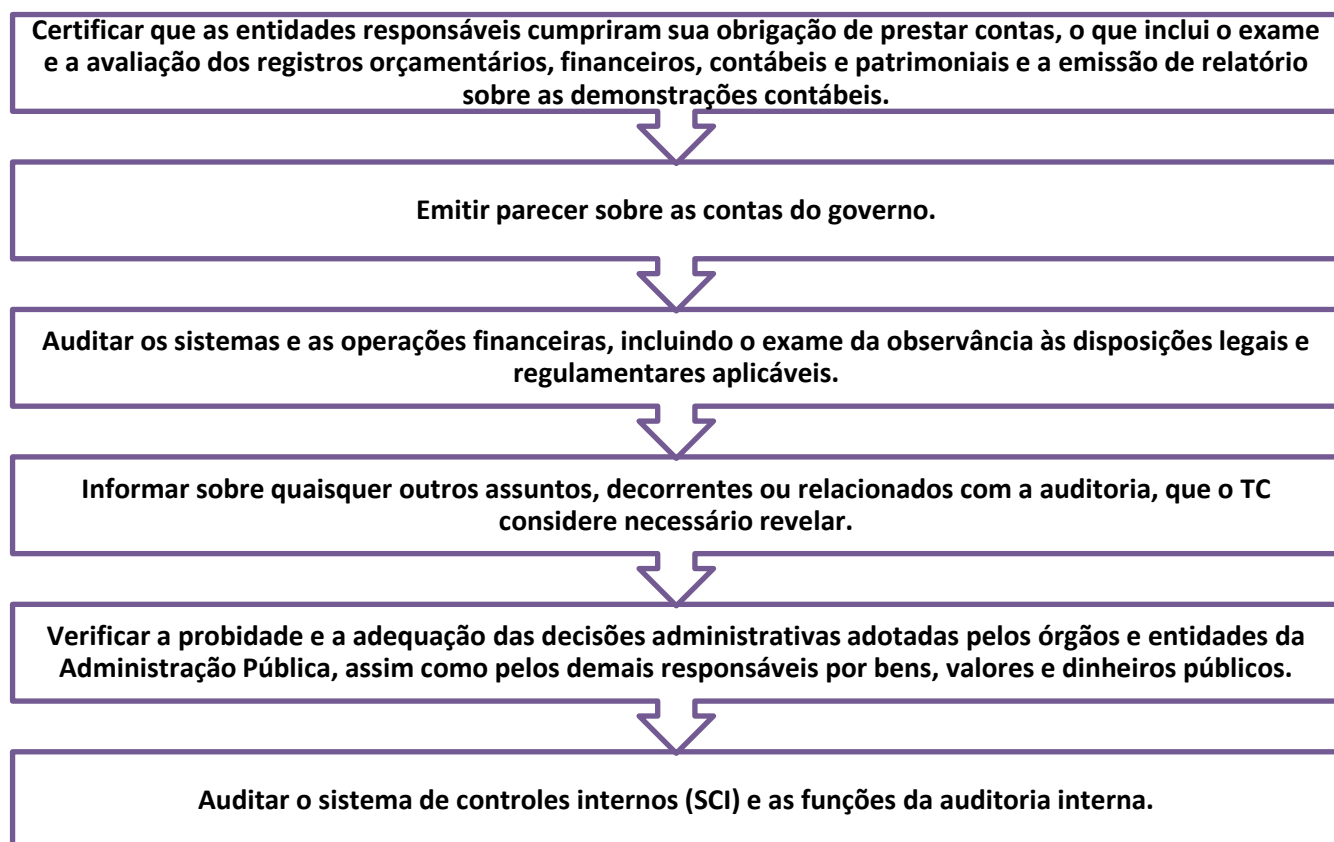 Certificar que as entidades responsáveis cumpriram sua obrigação de prestar contas, o que inclui o exame
e a avaliação dos registros orçamentários, financeiros, contábeis e patrimoniais e a emissão de relatório
sobre as demonstrações contábeis.
Emitir parecer sobre as contas do governo.
Auditar os sistemas e as operações financeiras, incluindo o exame da observância às disposições legais e
regulamentares aplicáveis.
Informar sobre quaisquer outros assuntos, decorrentes ou relacionados com a auditoria, que o TC
considere necessário revelar.
Verificar a probidade e a adequação das decisões administrativas adotadas pelos órgãos e entidades da
Administração Pública, assim como pelos demais responsáveis por bens, valores e dinheiros públicos.
Auditar o sistema de controles internos (SCI) e as funções da auditoria interna.